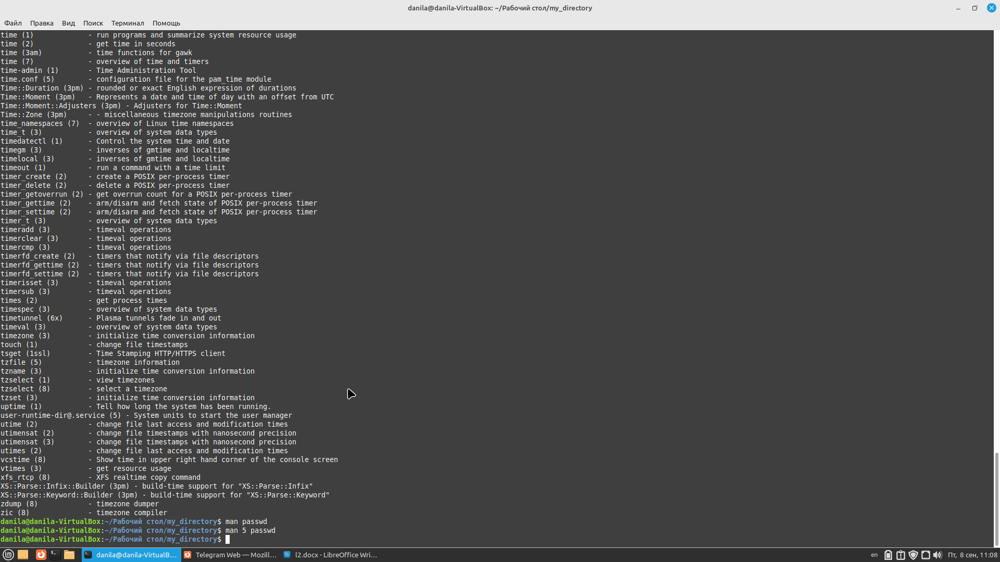 danila@danila-VirtualBox: ~/Рабочий стол/my_directory
Файл Правка Вид Поиск Терминал Помощь
time (1)             - run programs and summarize system resource usage
time (2)             - get time in seconds
time (3am)           - time functions for gawk
time (7)             - overview of time and timers
time-admin (1)       - Time Administration Tool
time.conf (5)        - configuration file for the pam_time module
Time::Duration (3pm) - rounded or exact English expression of durations
Time::Moment (3pm)   - Represents a date and time of day with an offset from UTC
Time::Moment::Adjusters (3pm) - Adjusters for Time::Moment
Time::Zone (3pm)     - - miscellaneous timezone manipulations routines
time_namespaces (7)  - overview of Linux time namespaces
time_t (3)           - overview of system data types
timedatectl (1)      - Control the system time and date
timegm (3)           - inverses of gmtime and localtime
timelocal (3)        - inverses of gmtime and localtime
timeout (1)          - run a command with a time limit
timer_create (2)     - create a POSIX per-process timer
timer_delete (2)     - delete a POSIX per-process timer
timer_getoverrun (2) - get overrun count for a POSIX per-process timer
timer_gettime (2)    - arm/disarm and fetch state of POSIX per-process timer
timer_settime (2)    - arm/disarm and fetch state of POSIX per-process timer
timer_t (3)          - overview of system data types
timeradd (3)         - timeval operations
timerclear (3)       - timeval operations
timercmp (3)         - timeval operations
timerfd_create (2)   - timers that notify via file descriptors
timerfd_gettime (2)  - timers that notify via file descriptors
timerfd_settime (2)  - timers that notify via file descriptors
timerisset (3)       - timeval operations
timersub (3)         - timeval operations
times (2)            - get process times
timespec (3)         - overview of system data types
timetunnel (6x)      - Plasma tunnels fade in and out
timeval (3)          - overview of system data types
timezone (3)         - initialize time conversion information
touch (1)            - change file timestamps
tsget (1ssl)         - Time Stamping HTTP/HTTPS client
tzfile (5)           - timezone information
tzname (3)           - initialize time conversion information
tzselect (1)         - view timezones
tzselect (8)         - select a timezone
tzset (3)            - initialize time conversion information
uptime (1)           - Tell how long the system has been running.
user-runtime-dir@.service (5) - System units to start the user manager
utime (2)            - change file last access and modification times
utimensat (2)        - change file timestamps with nanosecond precision
utimensat (3)        - change file timestamps with nanosecond precision
utimes (2)           - change file last access and modification times
vcstime (8)          - Show time in upper right hand corner of the console screen
vtimes (3)           - get resource usage
xfs_rtcp (8)         - XFS realtime copy command
XS::Parse::Infix::Builder (3pm) - build-time support for "XS::Parse::Infix"
XS::Parse::Keyword::Builder (3pm) - build-time support for "XS::Parse::Keyword"
zdump (8)            - timezone dumper
zic (8)              - timezone compiler
danila@danila-VirtualBox:~/Рабочий стол/my_directory$ man passwd
danila@danila-VirtualBox:~/Рабочий стол/my_directory$ man 5 passwd
danila@danila-VirtualBox:~/Рабочий стол/my_directory$
danila@danila-VirtualB... Telegram Web — Mozill... l2.docx - LibreOffice Wri... en Пт, 8 сен, 11:08